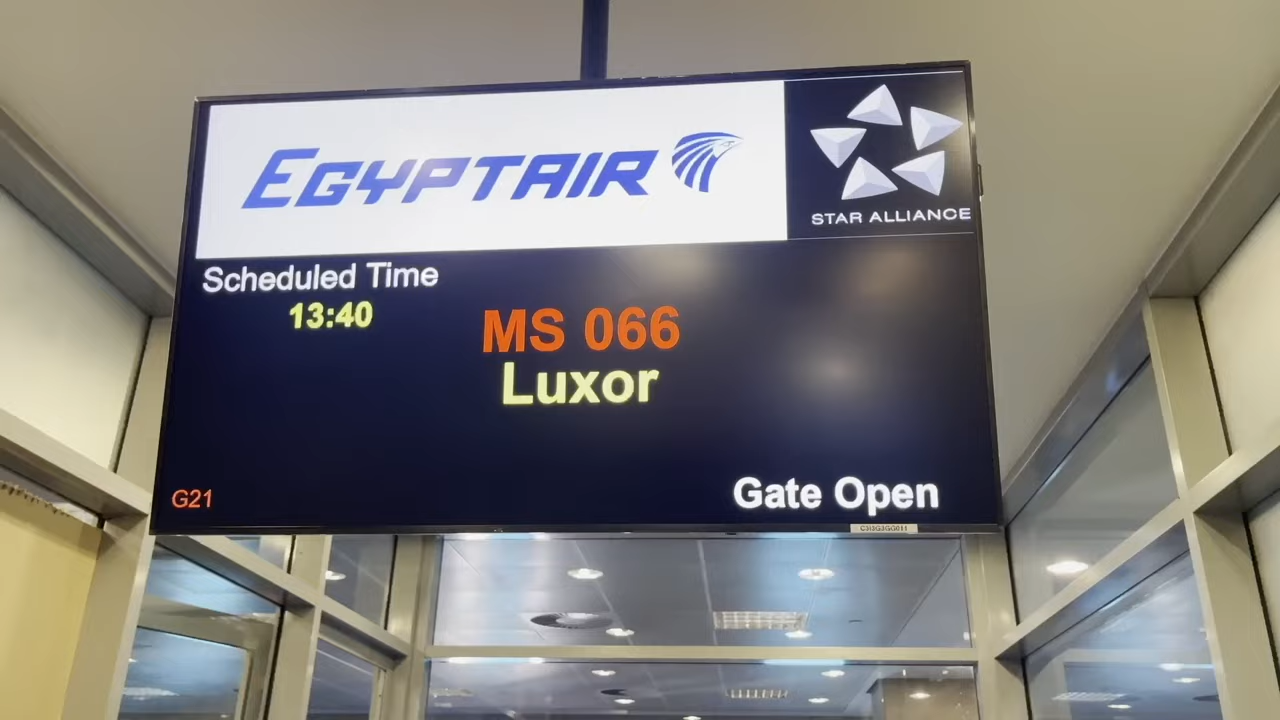 EGYPTAIR
STAR ALLIANCE
Scheduled Time
13:40
MS 066
Luxor
G21
Gate Open